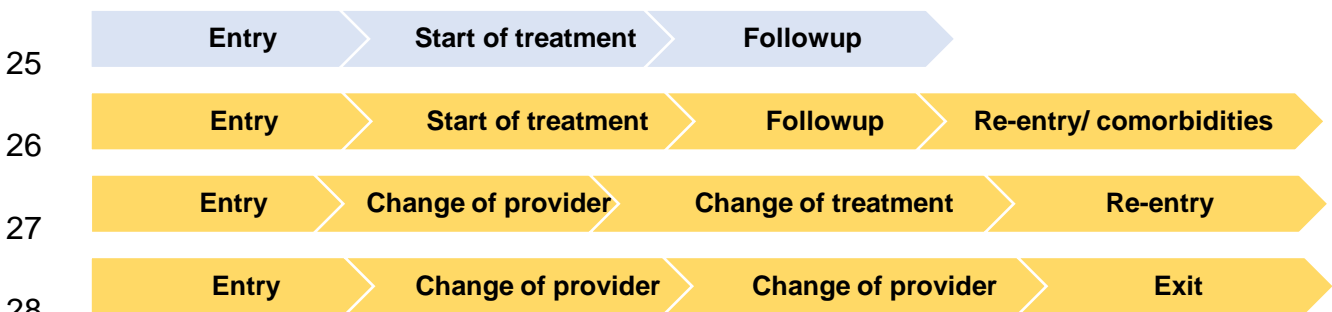 Entry Start of treatment Followup
25
Entry Start of treatment Followup Re-entry/ comorbidities
26
Entry Change of provider Change of treatment Re-entry
27
Entry Change of provider Change of provider Exit
28